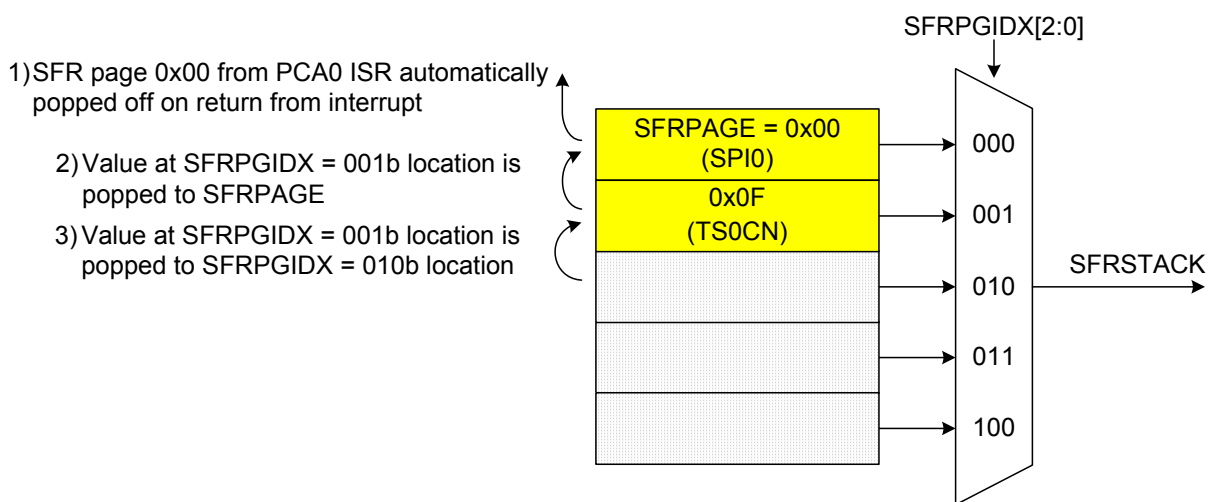 SFRPGIDX[2:0]
1)SFR page 0x00 from PCA0 ISR automatically
popped off on return from interrupt
2)Value at SFRPGIDX = 001b location is
popped to SFRPAGE
3)Value at SFRPGIDX = 001b location is
popped to SFRPGIDX = 010b location
SFRPAGE = 0x00
(SPI0)
0x0F
(TS0CN)
000
001
010
011
100
SFRSTACK